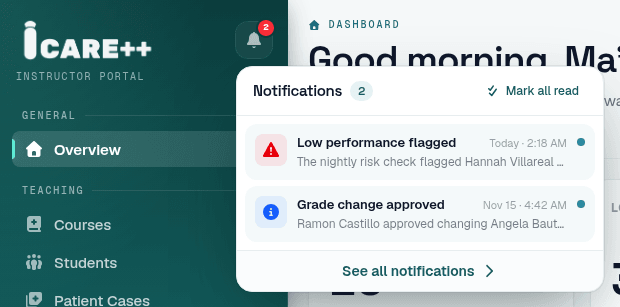 iCARE++
INSTRUCTOR PORTAL
2
GENERAL
Overview
TEACHING
Courses
Students
Patient Cases
DASHBOARD
Good morning, Ma'
Notifications 2
Mark all read
Low performance flagged
Today · 2:18 AM
The nightly risk check flagged Hannah Villareal ...
Grade change approved
Nov 15 · 4:42 AM
Ramon Castillo approved changing Angela Baut...
See all notifications